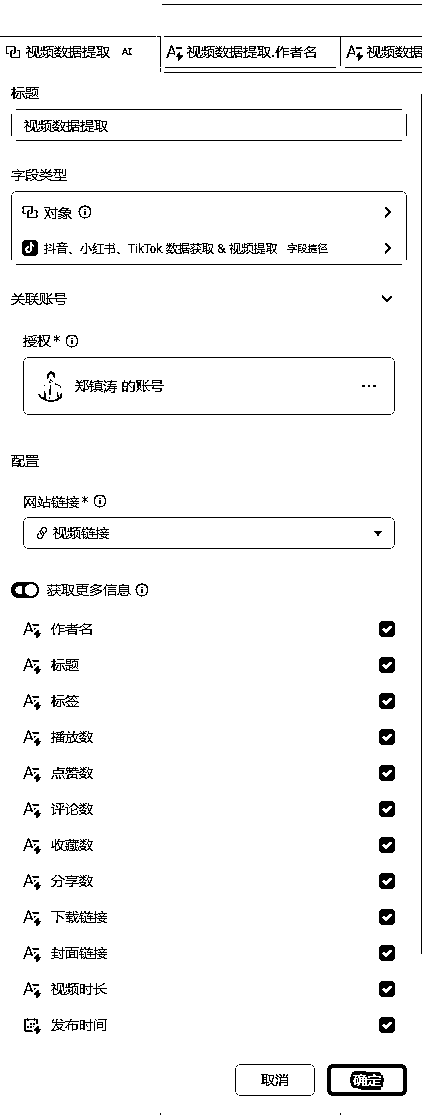 视频数据提取 AI 视频数据提取.作者名 视频数据
标题
视频数据提取
字段类型
对象
抖音、小红书、TikTok 数据获取 & 视频提取 字段捷径
关联账号
授权*
郑镇涛 的账号
配置
网站链接*
视频链接
获取更多信息
作者名
标题
标签
播放数
点赞数
评论数
收藏数
分享数
下载链接
封面链接
视频时长
发布时间
取消 确定